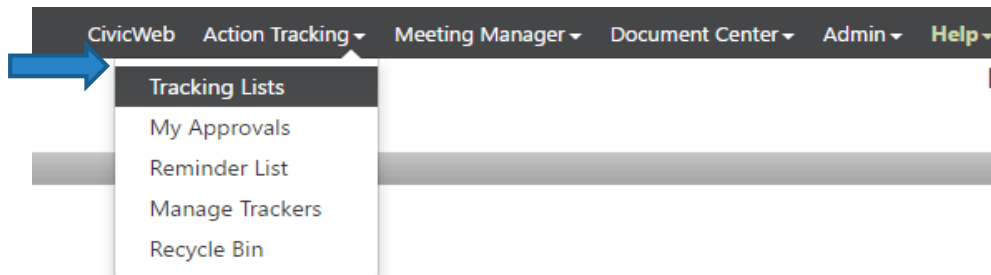 CivicWeb Action Tracking Meeting Manager Document Center Admin Help
Tracking Lists
My Approvals
Reminder List
Manage Trackers
Recycle Bin